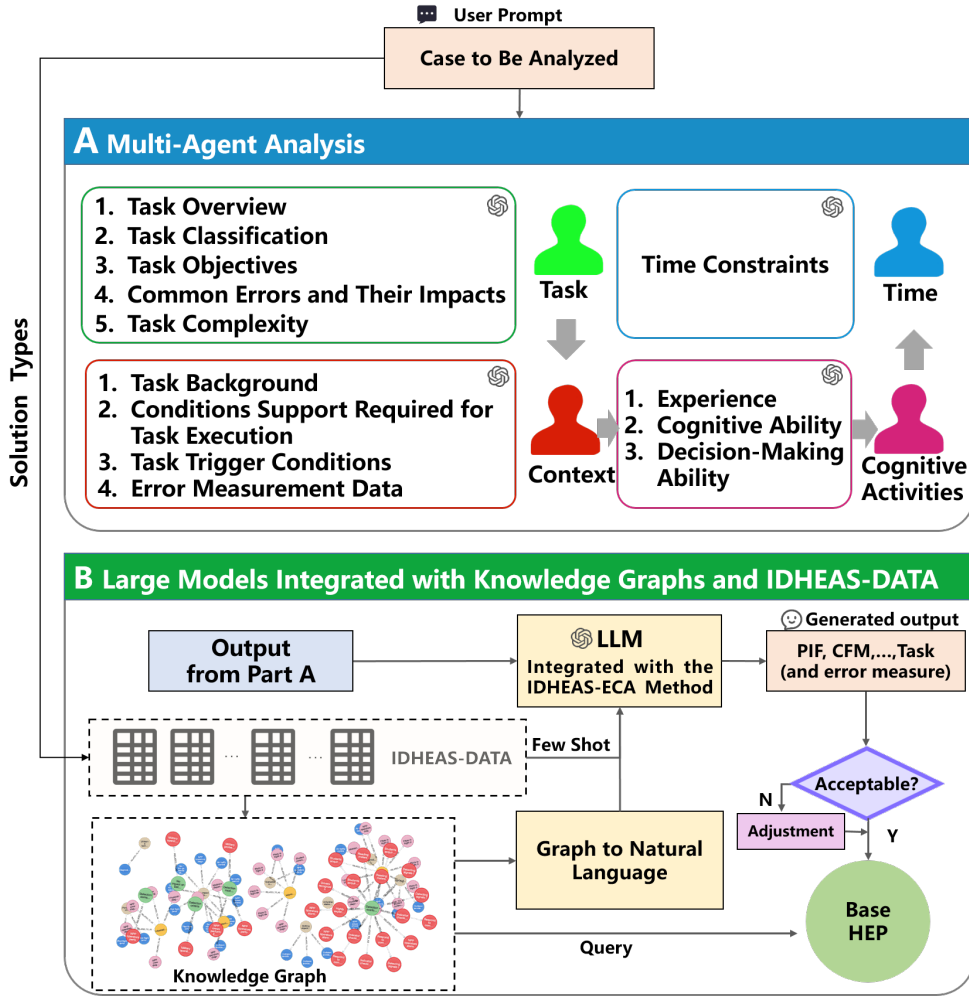 User Prompt
Case to Be Analyzed
Solution Types
A Multi-Agent Analysis
1. Task Overview
2. Task Classification
3. Task Objectives
4. Common Errors and Their Impacts
5. Task Complexity
Task
Time Constraints
Time
1. Task Background
2. Conditions Support Required for
Task Execution
3. Task Trigger Conditions
4. Error Measurement Data
Context
1. Experience
2. Cognitive Ability
3. Decision-Making
Ability
Cognitive
Activities
B Large Models Integrated with Knowledge Graphs and IDHEAS-DATA
Output
from Part A
LLM
Integrated with the
IDHEAS-ECA Method
Generated output
PIF, CFM,...,Task
(and error measure)
... ...
IDHEAS-DATA
Few Shot
Acceptable?
N
Adjustment
Y
Graph to Natural
Language
Base
HEP
Query
Knowledge Graph